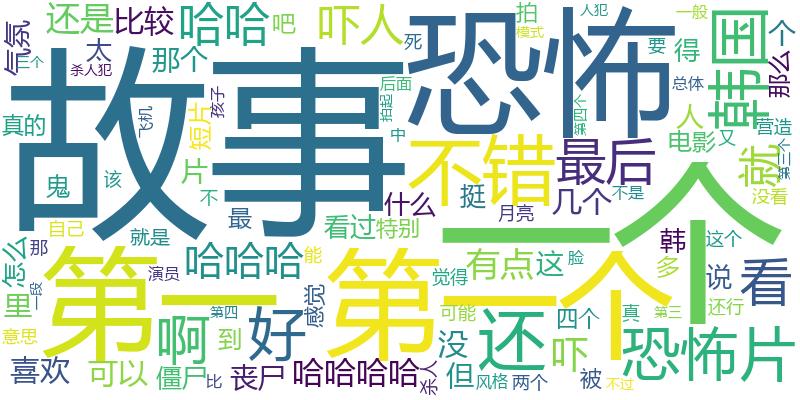 还是
比较
哈哈
吓人
恐怖
拍
人犯
一般
模式
气氛
太
那个
吧
死
要
得
总体
韩国
个
那么
三个
杀人犯
故事
真的
飞机
孩子
短片
后面
拍起
中
第四个
人
电影
又
营造
就
第三个
鬼
该
片
不
不错
最后
什么
挺
几个
不是
没看
一个
自己
那
就是
最
看过
特别
月亮
韩
这个
怎么
里
一段
第一
演员
哈哈哈
能
感觉
第一个
有点
觉得
这
脸
多
说
看
意思
啊
第四
到
好
可能
还
四个
真
第三
还行
没
吓
恐怖片
喜欢
可以
僵尸
比
丧尸
哈哈哈哈
杀人
但
风格
两个
被
不过